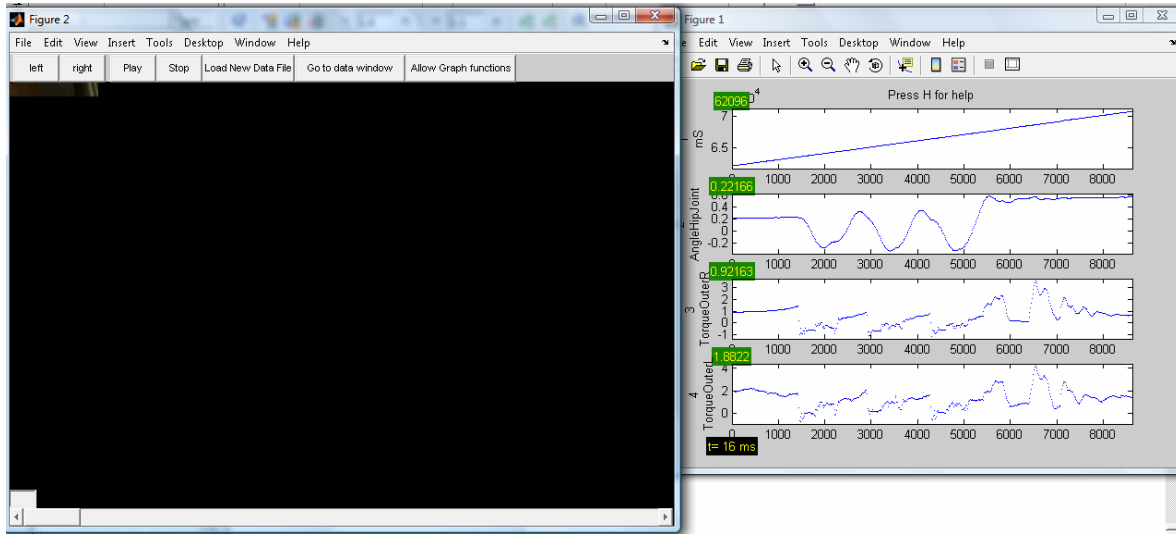 Figure 2
File Edit View Insert Tools Desktop Window Help
left right Play Stop Load New Data File Go to data window Allow Graph functions
Figure 1
Edit View Insert Tools Desktop Window Help
Press H for help
62096
4
7
6.5
mS
1000 2000 3000 4000 5000 6000 7000 8000
0.22166
0.4
0.2
0
-0.2
AngleHipJoint
1000 2000 3000 4000 5000 6000 7000 8000
0.92163
3
2
1
0
-1
3
TorqueOuterR
1000 2000 3000 4000 5000 6000 7000 8000
1.8822
4
2
0
4
TorqueOuterL
1000 2000 3000 4000 5000 6000 7000 8000
t= 16 ms